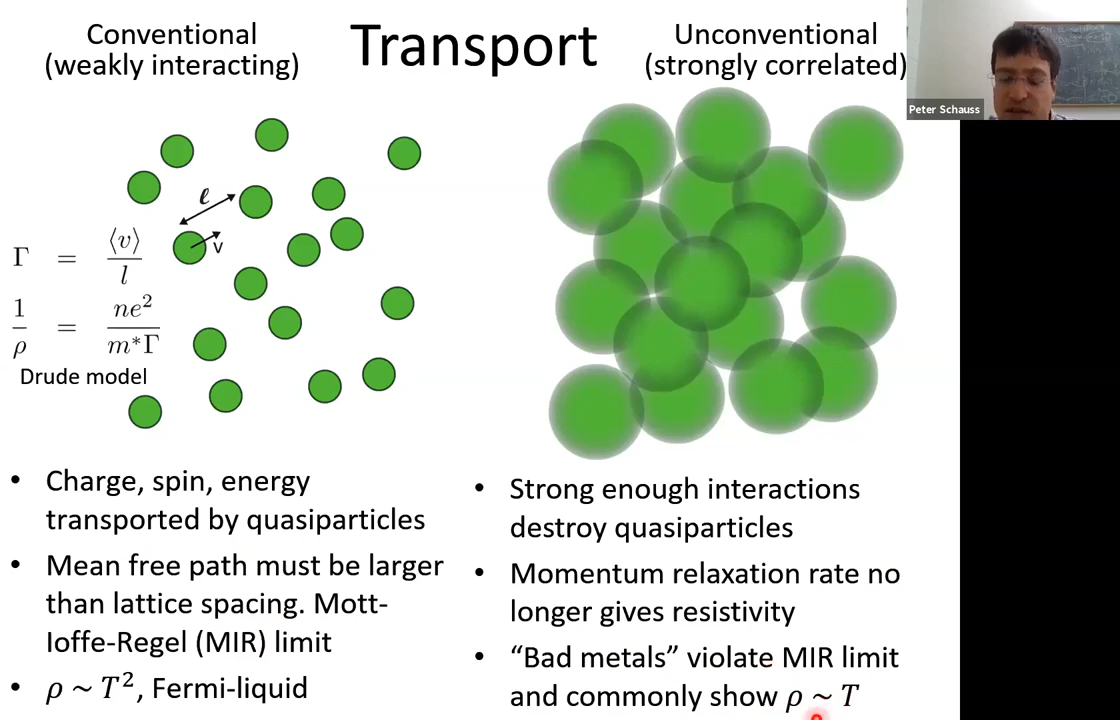 Conventional
(weakly interacting)
Transport
Unconventional
(strongly correlated)
Peter Schauss
ℓ
v
Γ = ⟨v⟩/l
1/ρ = ne²/m*Γ
Drude model
• Charge, spin, energy
transported by quasiparticles
• Mean free path must be larger
than lattice spacing. Mott-
Ioffe-Regel (MIR) limit
• ρ ~ T², Fermi-liquid
• Strong enough interactions
destroy quasiparticles
• Momentum relaxation rate no
longer gives resistivity
• “Bad metals” violate MIR limit
and commonly show ρ ~ T